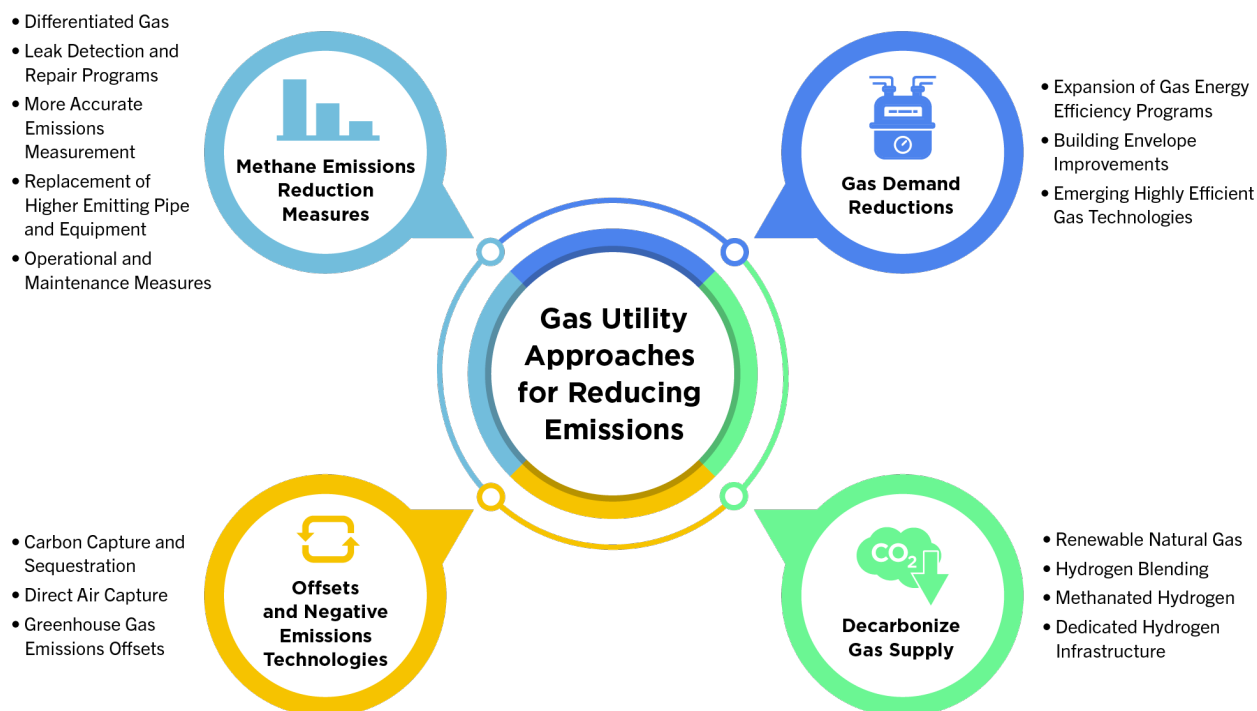 • Differentiated Gas
• Leak Detection and
Repair Programs
• More Accurate
Emissions
Measurement
• Replacement of
Higher Emitting Pipe
and Equipment
• Operational and
Maintenance Measures
Methane Emissions
Reduction
Measures
Gas Demand
Reductions
• Expansion of Gas Energy
Efficiency Programs
• Building Envelope
Improvements
• Emerging Highly Efficient
Gas Technologies
Gas Utility
Approaches
for Reducing
Emissions
• Carbon Capture and
Sequestration
• Direct Air Capture
• Greenhouse Gas
Emissions Offsets
Offsets
and Negative
Emissions
Technologies
CO₂
Decarbonize
Gas Supply
• Renewable Natural Gas
• Hydrogen Blending
• Methanated Hydrogen
• Dedicated Hydrogen
Infrastructure